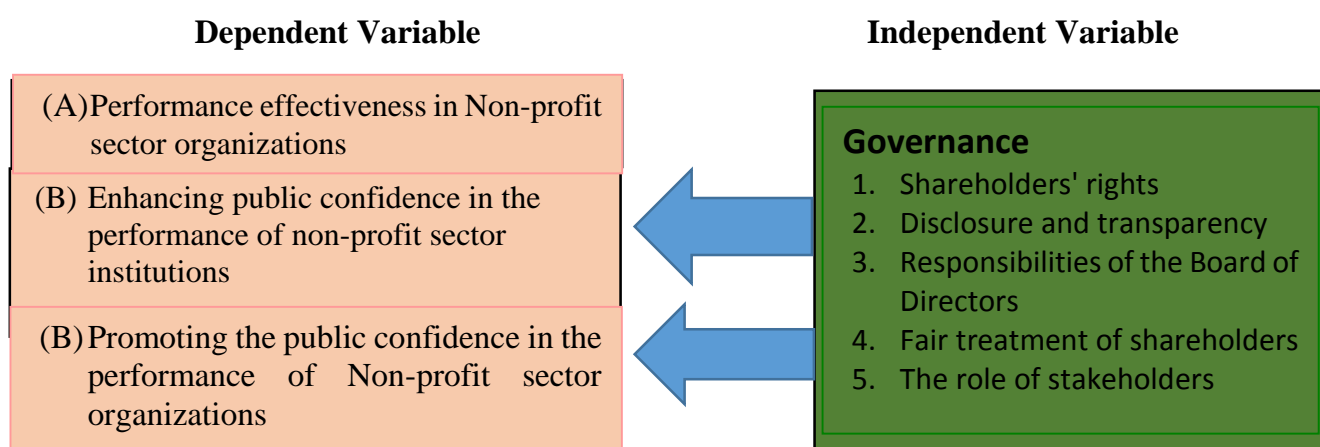 Dependent Variable
Independent Variable
(A) Performance effectiveness in Non-profit
sector organizations
(B) Enhancing public confidence in the
performance of non-profit sector
institutions
(B) Promoting the public confidence in the
performance of Non-profit sector
organizations
Governance
1. Shareholders' rights
2. Disclosure and transparency
3. Responsibilities of the Board of
Directors
4. Fair treatment of shareholders
5. The role of stakeholders